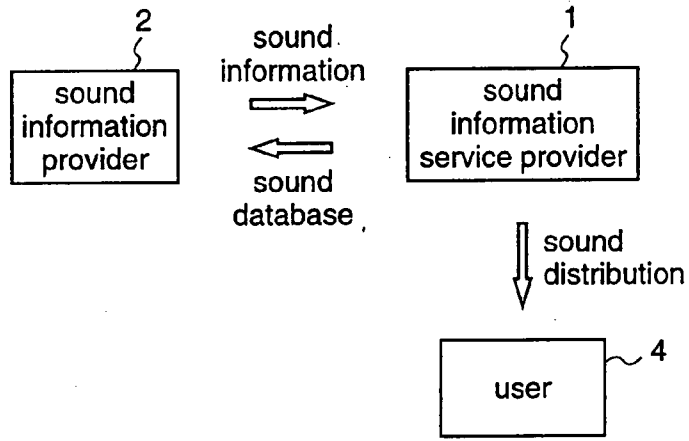 2
sound
information
provider
sound
information
sound
database
1
sound
information
service provider
sound
distribution
user
4